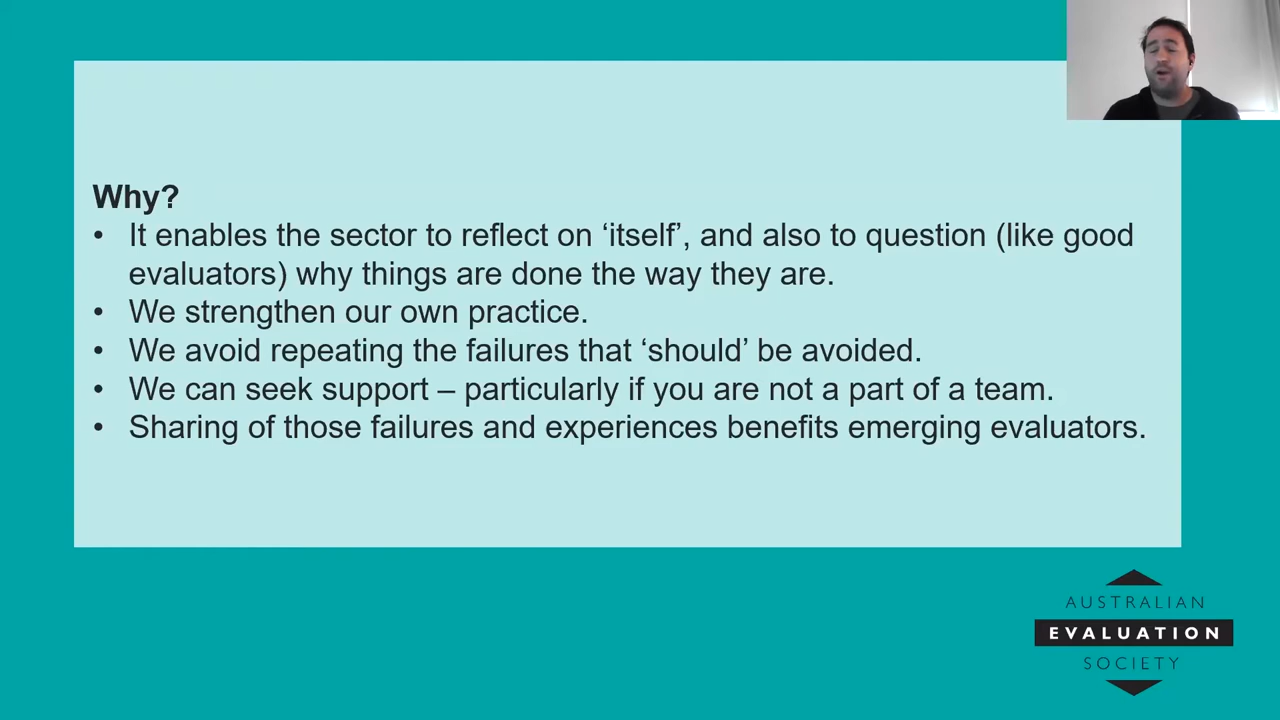 Why?
• It enables the sector to reflect on ‘itself’, and also to question (like good
evaluators) why things are done the way they are.
• We strengthen our own practice.
• We avoid repeating the failures that ‘should’ be avoided.
• We can seek support – particularly if you are not a part of a team.
• Sharing of those failures and experiences benefits emerging evaluators.
AUSTRALIAN
EVALUATION
SOCIETY